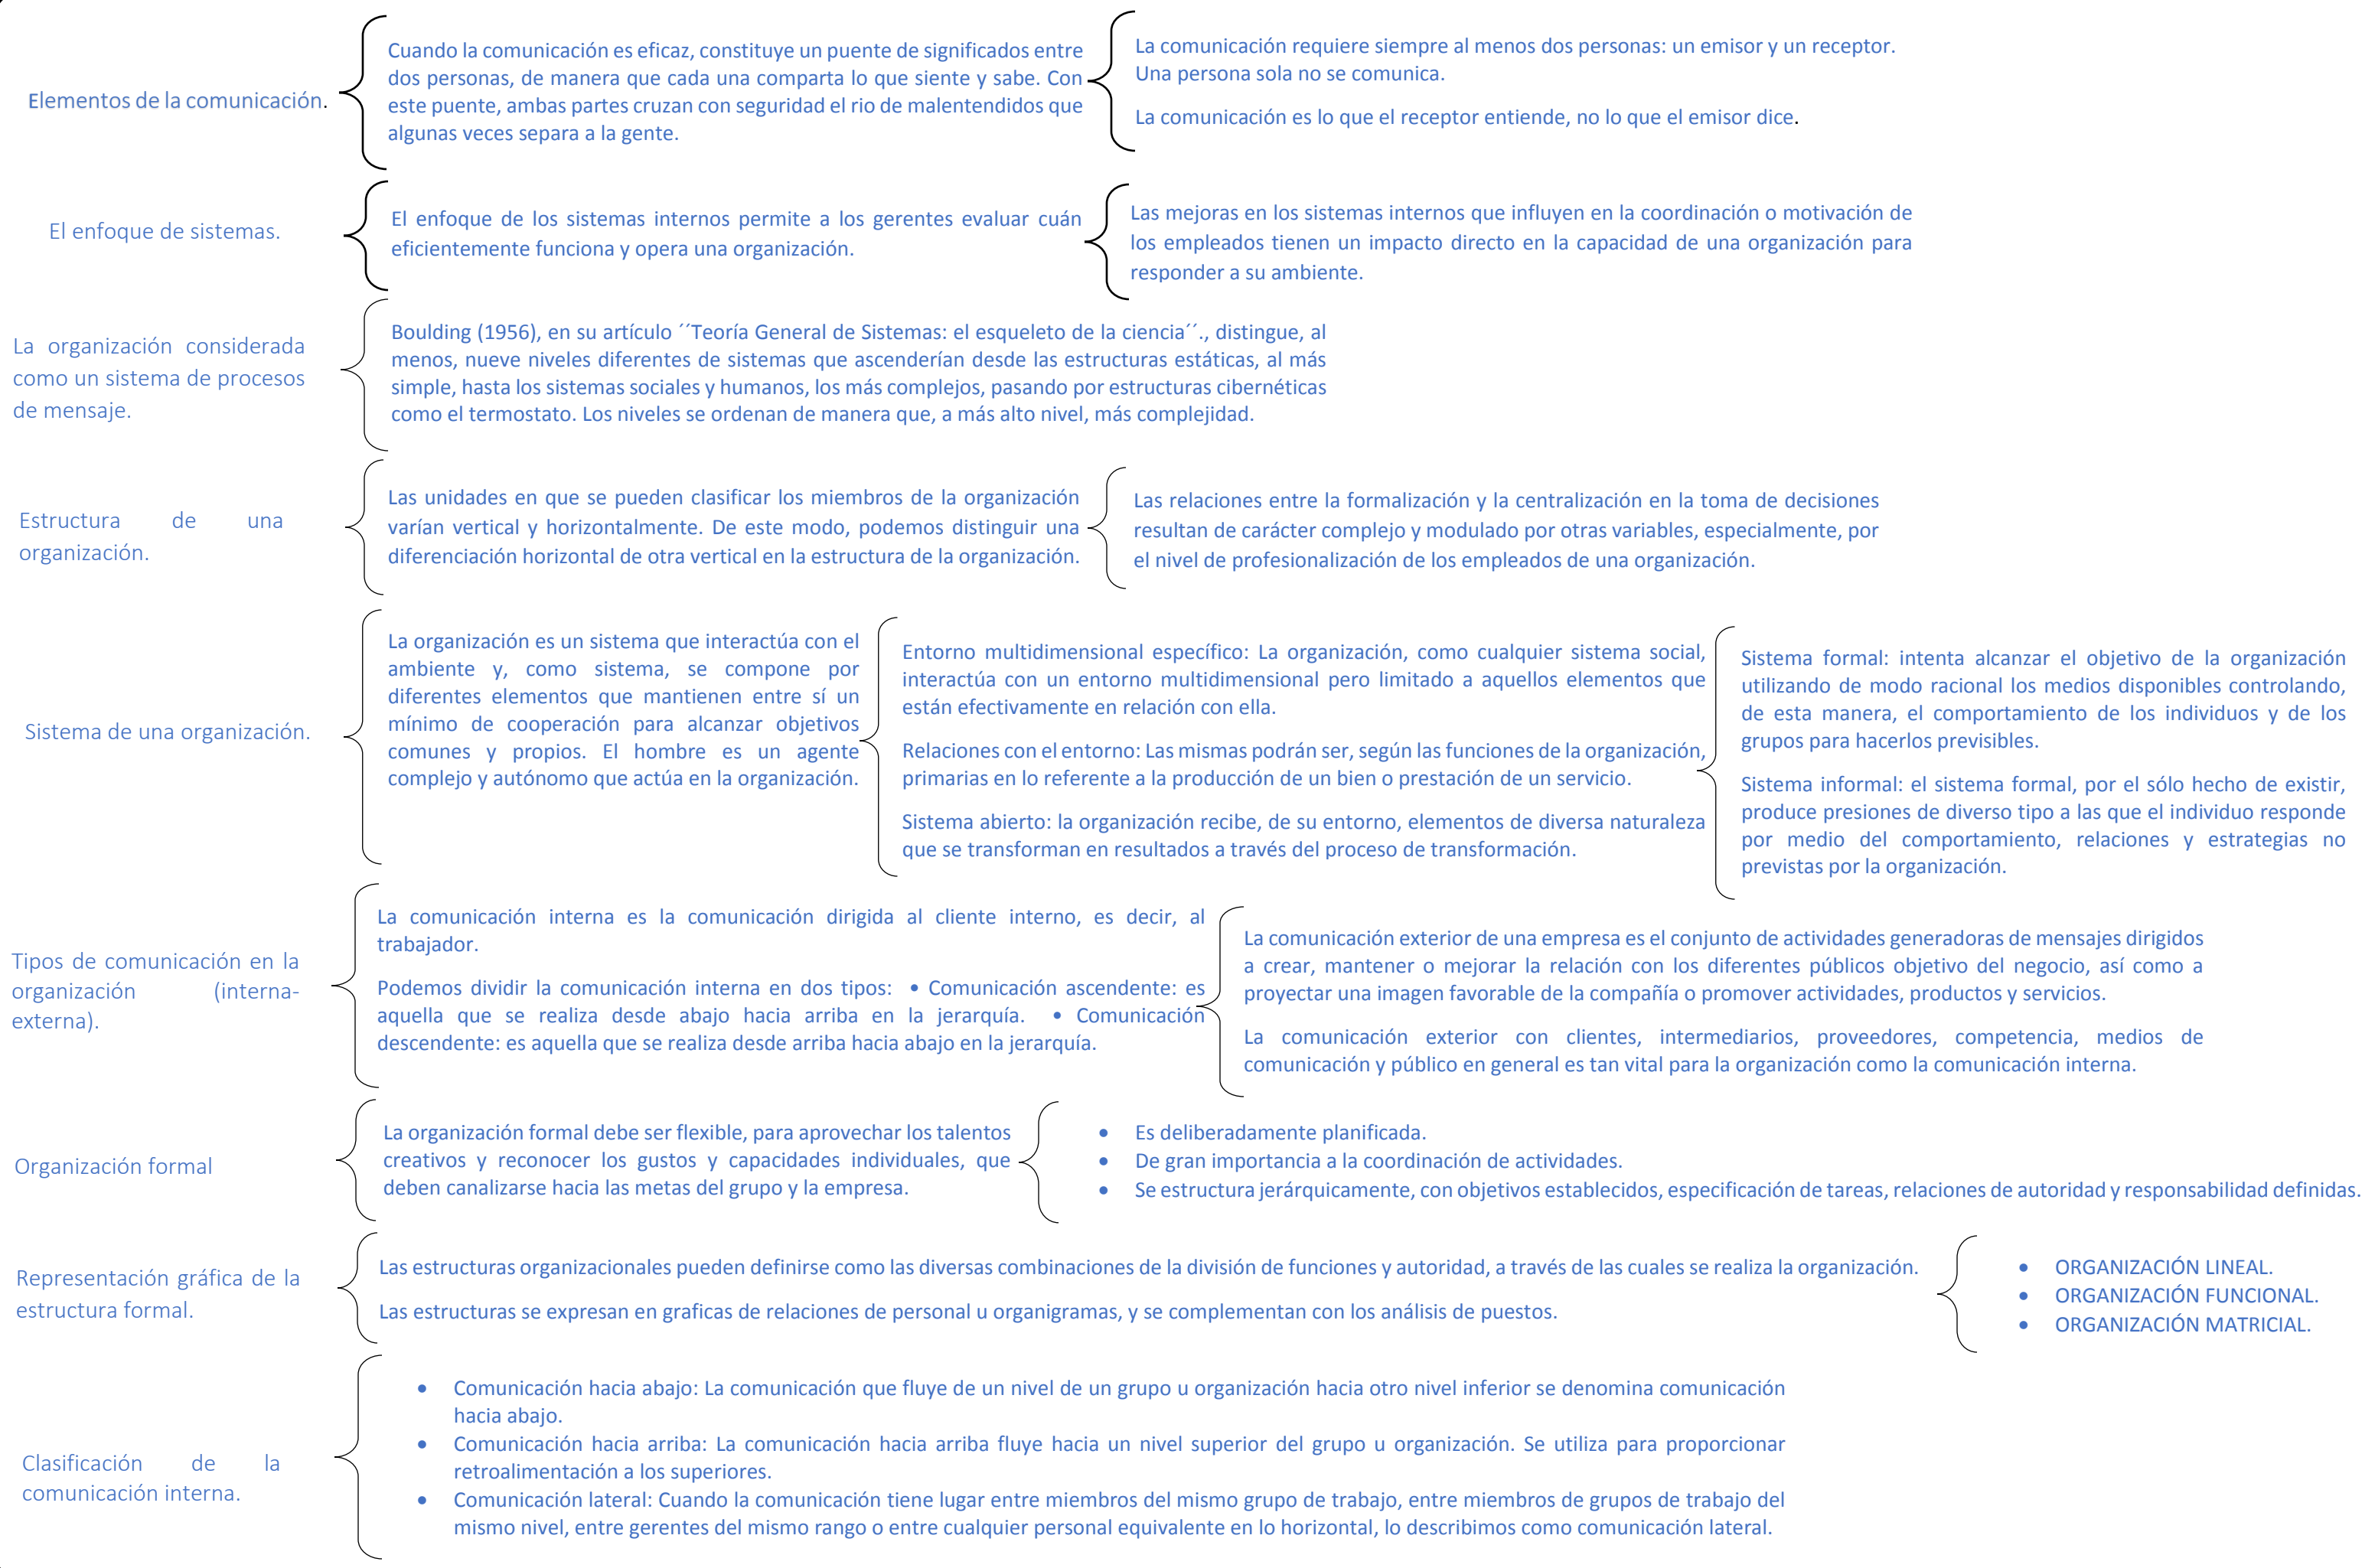 Elementos de la comunicación.
Cuando la comunicación es eficaz, constituye un puente de significados entre
dos personas, de manera que cada una comparta lo que siente y sabe. Con
este puente, ambas partes cruzan con seguridad el rio de malentendidos que
algunas veces separa a la gente.
La comunicación requiere siempre al menos dos personas: un emisor y un receptor.
Una persona sola no se comunica.
La comunicación es lo que el receptor entiende, no lo que el emisor dice.
El enfoque de sistemas.
El enfoque de los sistemas internos permite a los gerentes evaluar cuán
eficientemente funciona y opera una organización.
Las mejoras en los sistemas internos que influyen en la coordinación o motivación de
los empleados tienen un impacto directo en la capacidad de una organización para
responder a su ambiente.
La organización considerada
como un sistema de procesos
de mensaje.
Boulding (1956), en su artículo ´´Teoría General de Sistemas: el esqueleto de la ciencia´´., distingue, al
menos, nueve niveles diferentes de sistemas que ascenderían desde las estructuras estáticas, al más
simple, hasta los sistemas sociales y humanos, los más complejos, pasando por estructuras cibernéticas
como el termostato. Los niveles se ordenan de manera que, a más alto nivel, más complejidad.
Estructura de una
organización.
Las unidades en que se pueden clasificar los miembros de la organización
varían vertical y horizontalmente. De este modo, podemos distinguir una
diferenciación horizontal de otra vertical en la estructura de la organización.
Las relaciones entre la formalización y la centralización en la toma de decisiones
resultan de carácter complejo y modulado por otras variables, especialmente, por
el nivel de profesionalización de los empleados de una organización.
Sistema de una organización.
La organización es un sistema que interactúa con el
ambiente y, como sistema, se compone por
diferentes elementos que mantienen entre sí un
mínimo de cooperación para alcanzar objetivos
comunes y propios. El hombre es un agente
complejo y autónomo que actúa en la organización.
Entorno multidimensional específico: La organización, como cualquier sistema social,
interactúa con un entorno multidimensional pero limitado a aquellos elementos que
están efectivamente en relación con ella.
Relaciones con el entorno: Las mismas podrán ser, según las funciones de la organización,
primarias en lo referente a la producción de un bien o prestación de un servicio.
Sistema abierto: la organización recibe, de su entorno, elementos de diversa naturaleza
que se transforman en resultados a través del proceso de transformación.
Sistema formal: intenta alcanzar el objetivo de la organización
utilizando de modo racional los medios disponibles controlando,
de esta manera, el comportamiento de los individuos y de los
grupos para hacerlos previsibles.
Sistema informal: el sistema formal, por el sólo hecho de existir,
produce presiones de diverso tipo a las que el individuo responde
por medio del comportamiento, relaciones y estrategias no
previstas por la organización.
Tipos de comunicación en la
organización (interna-
externa).
La comunicación interna es la comunicación dirigida al cliente interno, es decir, al
trabajador.
Podemos dividir la comunicación interna en dos tipos: • Comunicación ascendente: es
aquella que se realiza desde abajo hacia arriba en la jerarquía. • Comunicación
descendente: es aquella que se realiza desde arriba hacia abajo en la jerarquía.
La comunicación exterior de una empresa es el conjunto de actividades generadoras de mensajes dirigidos
a crear, mantener o mejorar la relación con los diferentes públicos objetivo del negocio, así como a
proyectar una imagen favorable de la compañía o promover actividades, productos y servicios.
La comunicación exterior con clientes, intermediarios, proveedores, competencia, medios de
comunicación y público en general es tan vital para la organización como la comunicación interna.
Organización formal
La organización formal debe ser flexible, para aprovechar los talentos
creativos y reconocer los gustos y capacidades individuales, que
deben canalizarse hacia las metas del grupo y la empresa.
• Es deliberadamente planificada.
• De gran importancia a la coordinación de actividades.
• Se estructura jerárquicamente, con objetivos establecidos, especificación de tareas, relaciones de autoridad y responsabilidad definidas.
Representación gráfica de la
estructura formal.
Las estructuras organizacionales pueden definirse como las diversas combinaciones de la división de funciones y autoridad, a través de las cuales se realiza la organización.
Las estructuras se expresan en graficas de relaciones de personal u organigramas, y se complementan con los análisis de puestos.
• ORGANIZACIÓN LINEAL.
• ORGANIZACIÓN FUNCIONAL.
• ORGANIZACIÓN MATRICIAL.
Clasificación de la
comunicación interna.
• Comunicación hacia abajo: La comunicación que fluye de un nivel de un grupo u organización hacia otro nivel inferior se denomina comunicación
hacia abajo.
• Comunicación hacia arriba: La comunicación hacia arriba fluye hacia un nivel superior del grupo u organización. Se utiliza para proporcionar
retroalimentación a los superiores.
• Comunicación lateral: Cuando la comunicación tiene lugar entre miembros del mismo grupo de trabajo, entre miembros de grupos de trabajo del
mismo nivel, entre gerentes del mismo rango o entre cualquier personal equivalente en lo horizontal, lo describimos como comunicación lateral.